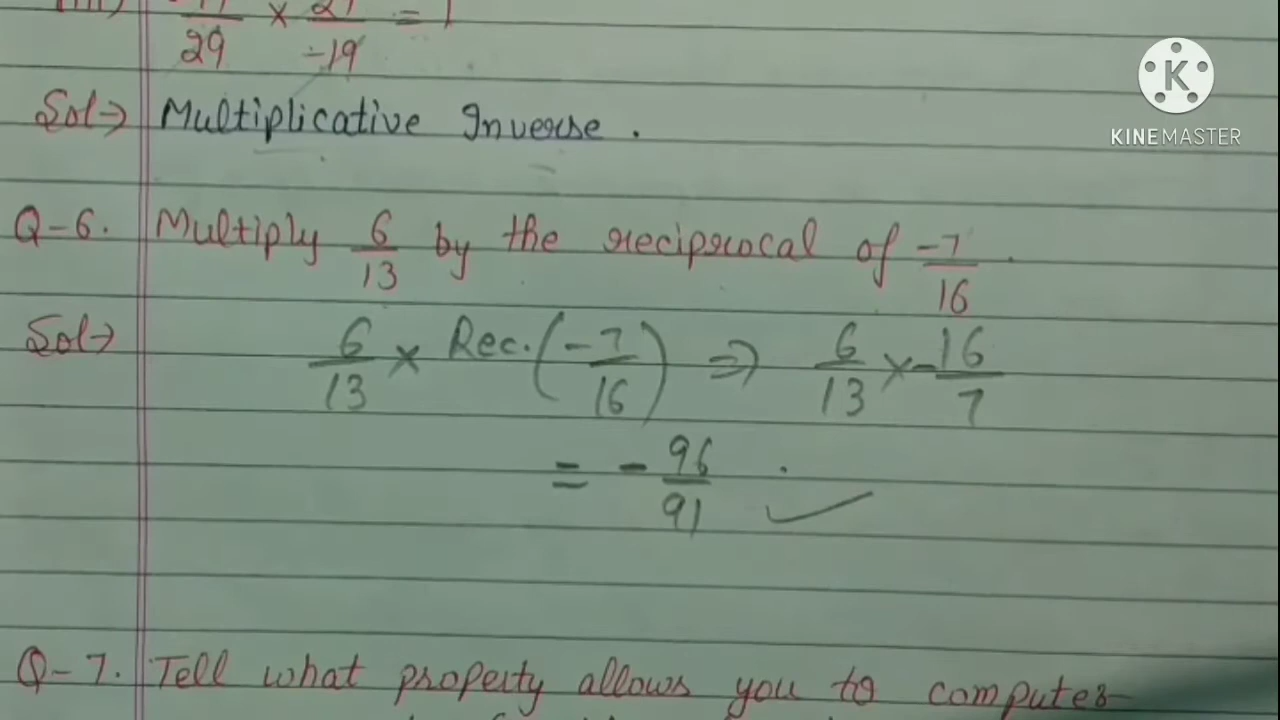 29 × -19 = 1
Sol→ Multiplicative Inverse.
K
KINEMASTER
Q-6. Multiply 6/13 by the reciprocal of -7/16.
Sol→ 6/13 × Rec. (-7/16) ⇒ 6/13 × -16/7
= -96/91
Q-7. Tell what property allows you to compute